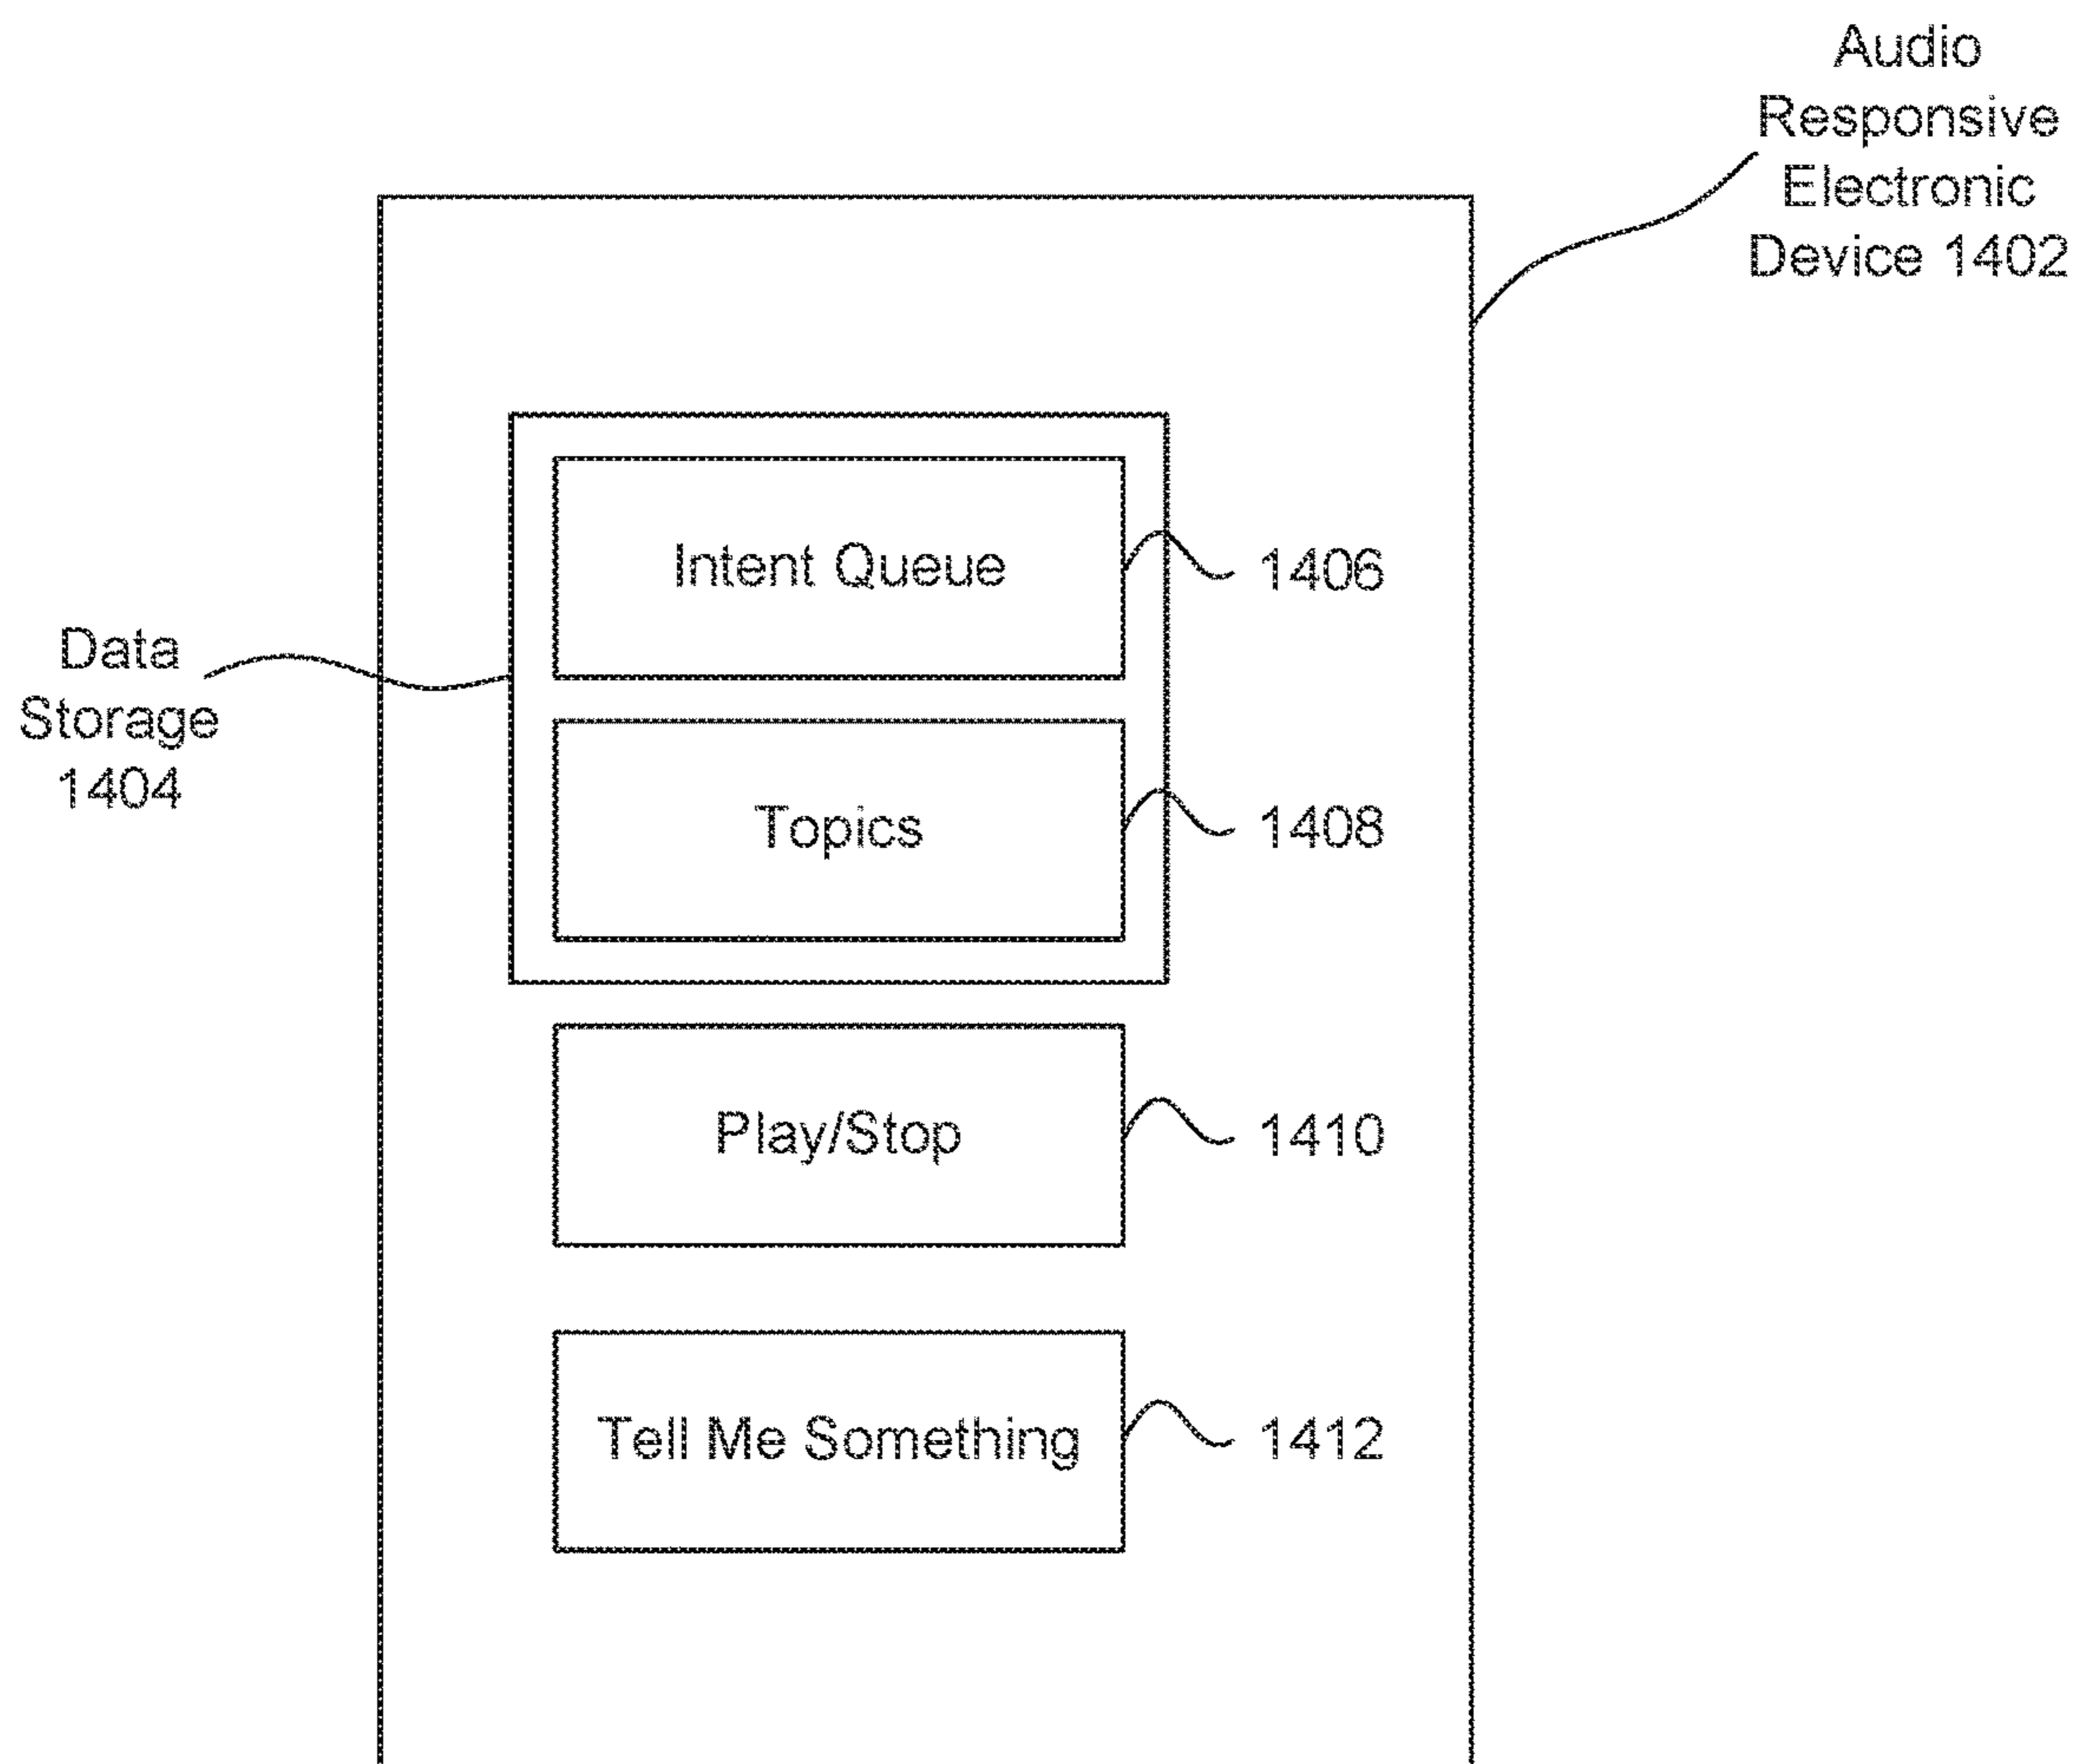 Audio
Responsive
Electronic
Device 1402
Intent Queue
1406
Data
Storage
1404
Topics
1408
Play/Stop
1410
Tell Me Something
1412